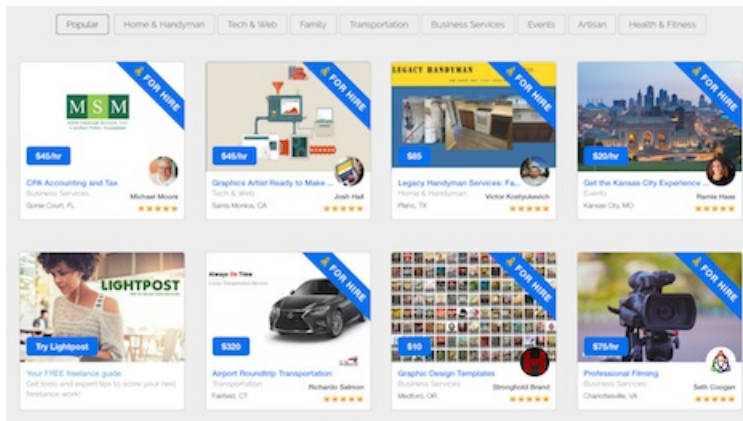 Popular
Home & Handyman
Tech & Web
Family
Transportation
Business Services
Events
Artisan
Health & Fitness
MSM
FOR HIRE
$45/hr
CPA Accounting and Tax
Business Services
Michael Moore
FL
FOR HIRE
$45/hr
Graphics Artist Ready to Make ...
Tech & Web
Josh Hall
Santa Monica, CA
LEGACY HANDYMAN
FOR HIRE
$85
Legacy Handyman Services: Fa...
Home & Handyman
Victor Kostyukevich
Plano, TX
FOR HIRE
$20/hr
Get the Kansas City Experience ...
Events
Ramie Haas
Kansas City, MO
LIGHTPOST
Try Lightpost
Your FREE freelance guide
Get tools and expert tips to score your next
freelance work!
Always On Time
FOR HIRE
$320
Airport Roundtrip Transportation
Transportation
Richardo Salmon
Fairfield, CT
FOR HIRE
$10
Graphic Design Templates
Business Services
Stronghold Brand
Medford, OR
FOR HIRE
$75/hr
Professional Filming
Business Services
Seth Coogan
Charlottesville, VA